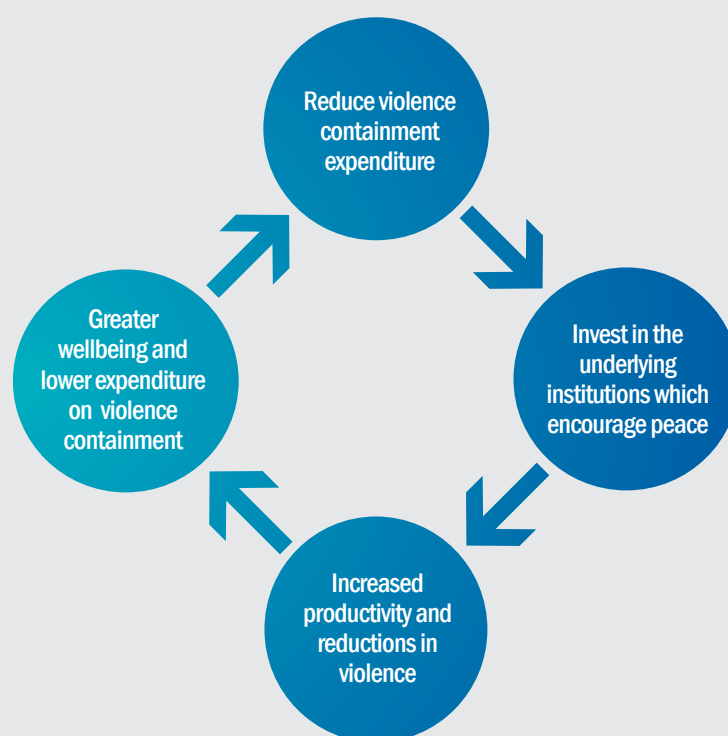 Reduce violence
containment
expenditure
Invest in the
underlying
institutions which
encourage peace
Increased
productivity and
reductions in
violence
Greater
wellbeing and
lower expenditure
on violence
containment